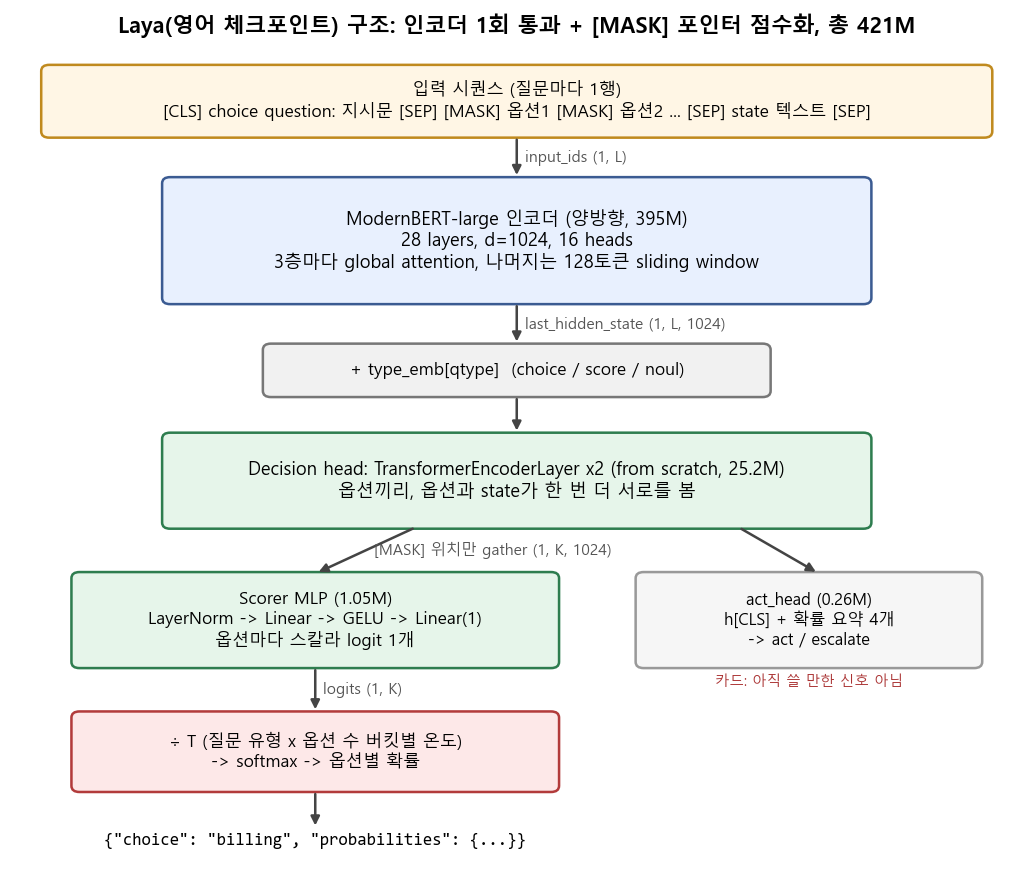 Laya(영어 체크포인트) 구조: 인코더 1회 통과 + [MASK] 포인터 점수화, 총 421M
입력 시퀀스 (질문마다 1행)
[CLS] choice question: 지시문 [SEP] [MASK] 옵션1 [MASK] 옵션2 ... [SEP] state 텍스트 [SEP]
input_ids (1, L)
ModernBERT-large 인코더 (양방향, 395M)
28 layers, d=1024, 16 heads
3층마다 global attention, 나머지는 128토큰 sliding window
last_hidden_state (1, L, 1024)
+ type_emb[qtype]  (choice / score / noul)
Decision head: TransformerEncoderLayer x2 (from scratch, 25.2M)
옵션끼리, 옵션과 state가 한 번 더 서로를 봄
[MASK] 위치만 gather (1, K, 1024)
Scorer MLP (1.05M)
LayerNorm -> Linear -> GELU -> Linear(1)
옵션마다 스칼라 logit 1개
act_head (0.26M)
h[CLS] + 확률 요약 4개
-> act / escalate
카드: 아직 쓸 만한 신호 아님
logits (1, K)
÷ T (질문 유형 x 옵션 수 버킷별 온도)
-> softmax -> 옵션별 확률
{"choice": "billing", "probabilities": {...}}